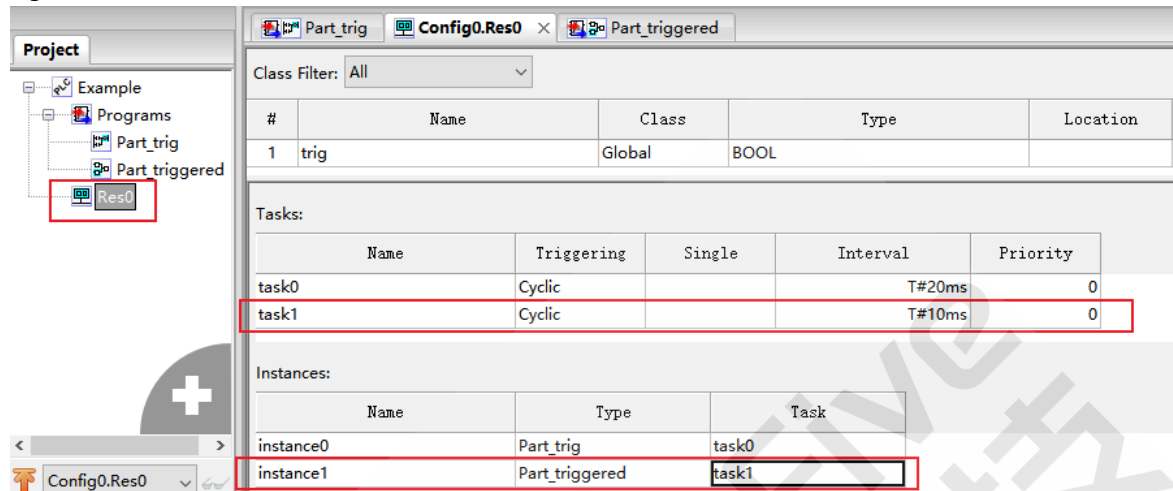 Project
Example
Programs
Part_trig
Part_triggered
Res0
Config0.Res0
Part_trig Config0.Res0 Part_triggered
Class Filter: All
# Name Class Type Location
1 trig Global BOOL
Tasks:
Name Triggering Single Interval Priority
task0 Cyclic T#20ms 0
task1 Cyclic T#10ms 0
Instances:
Name Type Task
instance0 Part_trig task0
instance1 Part_triggered task1
Five